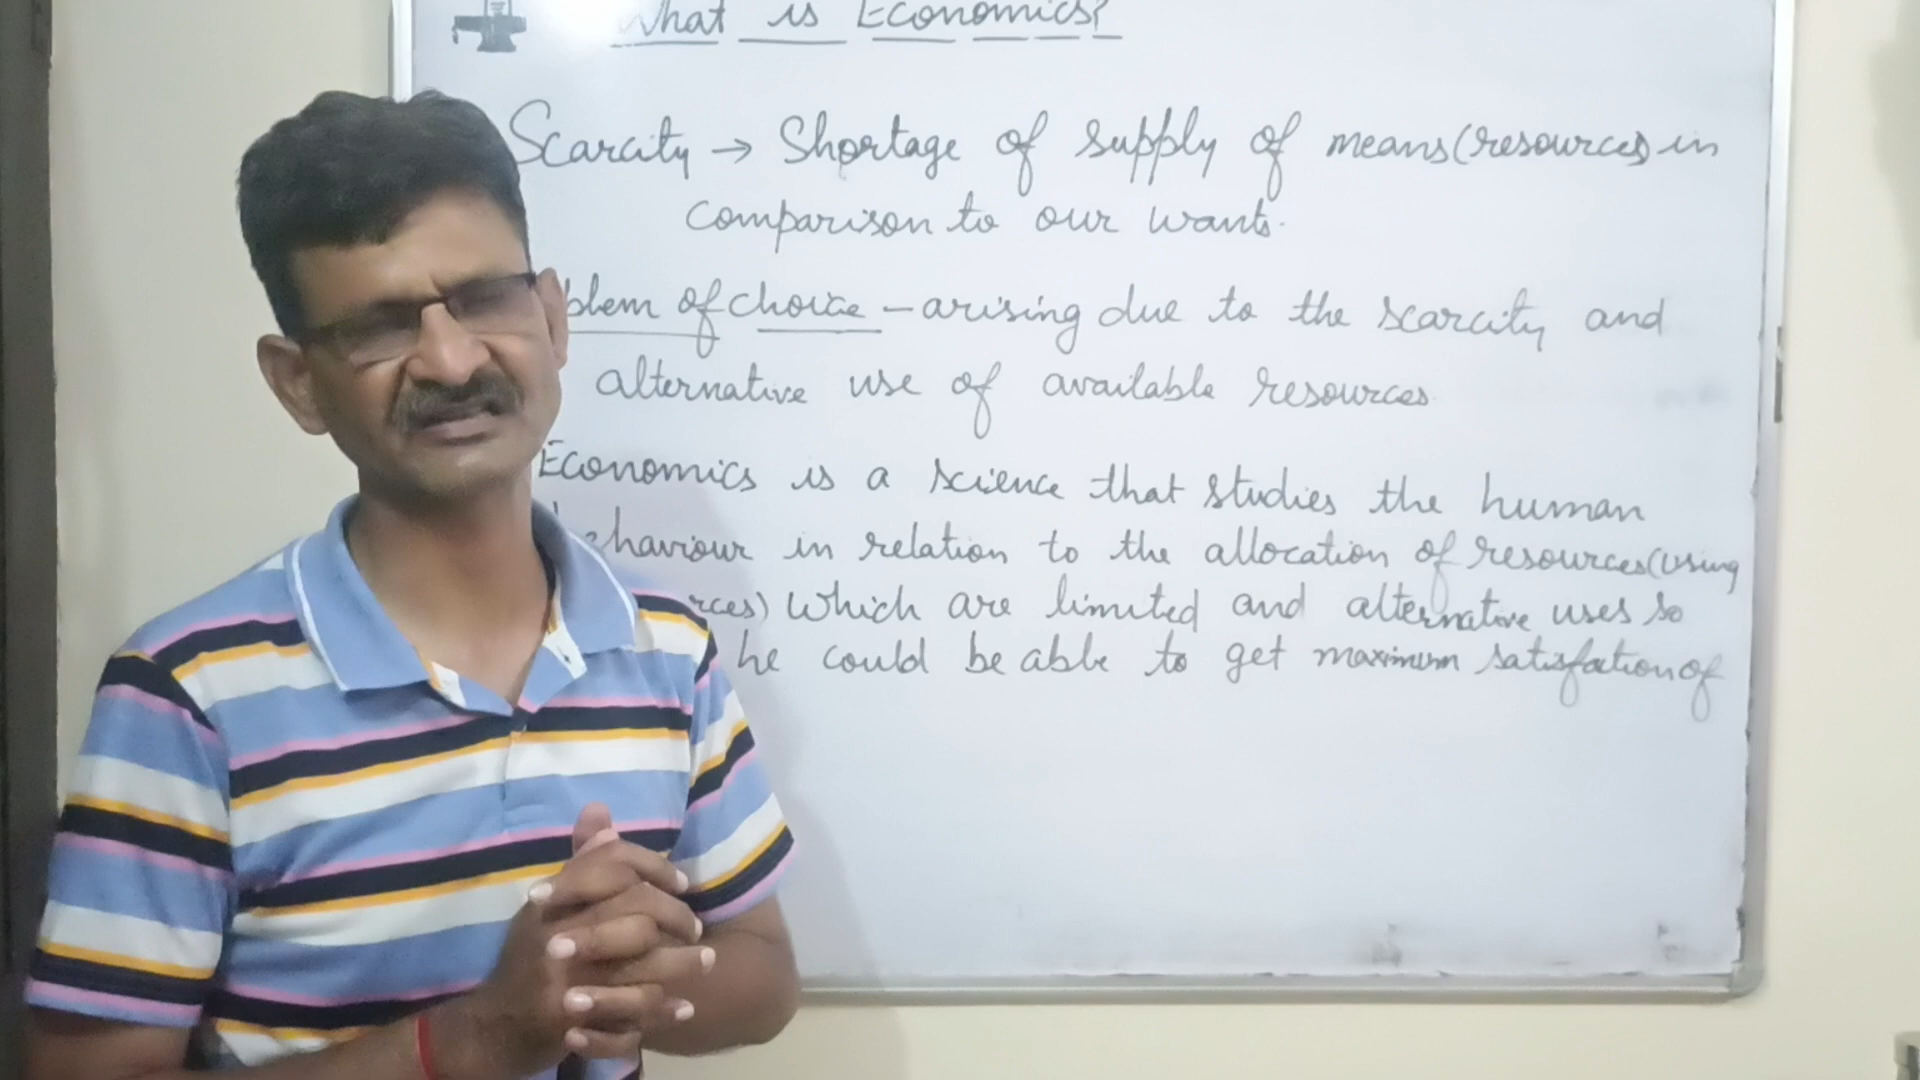 What is Economics?
Scarcity → Shortage of supply of means (resources) in
comparison to our wants.
blem of choice – arising due to the scarcity and
alternative use of available resources
Economics is a science that studies the human
haviour in relation to the allocation of resources (using
rces) which are limited and alternative uses so
he could be able to get maximum satisfaction of